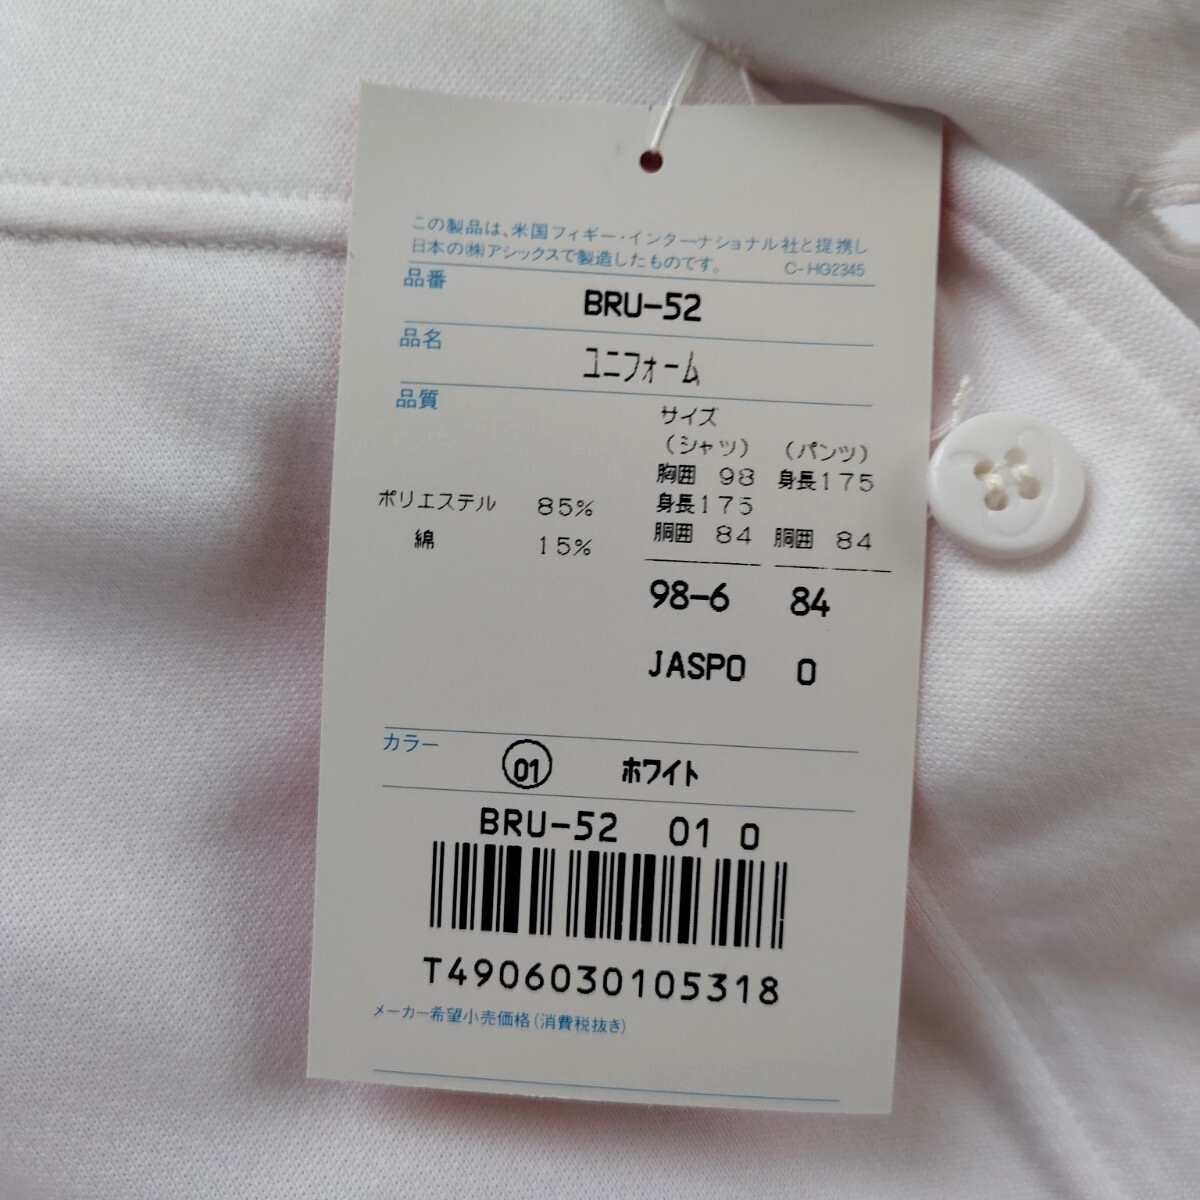 この製品は、米国フィギー・インターナショナル社と提携し
日本の㈱アシックスで製造したものです。 C-HG2345
品番 BRU-52
品名 ユニフォーム
品質 サイズ
(シャツ) (パンツ)
胸囲 98 身長175
ポリエステル 85% 身長175
綿 15% 胴囲 84 胴囲 84
98-6 84
JASPO O
カラー 01 ホワイト
BRU-52 01 O
T4906030105318
メーカー希望小売価格(消費税抜き)